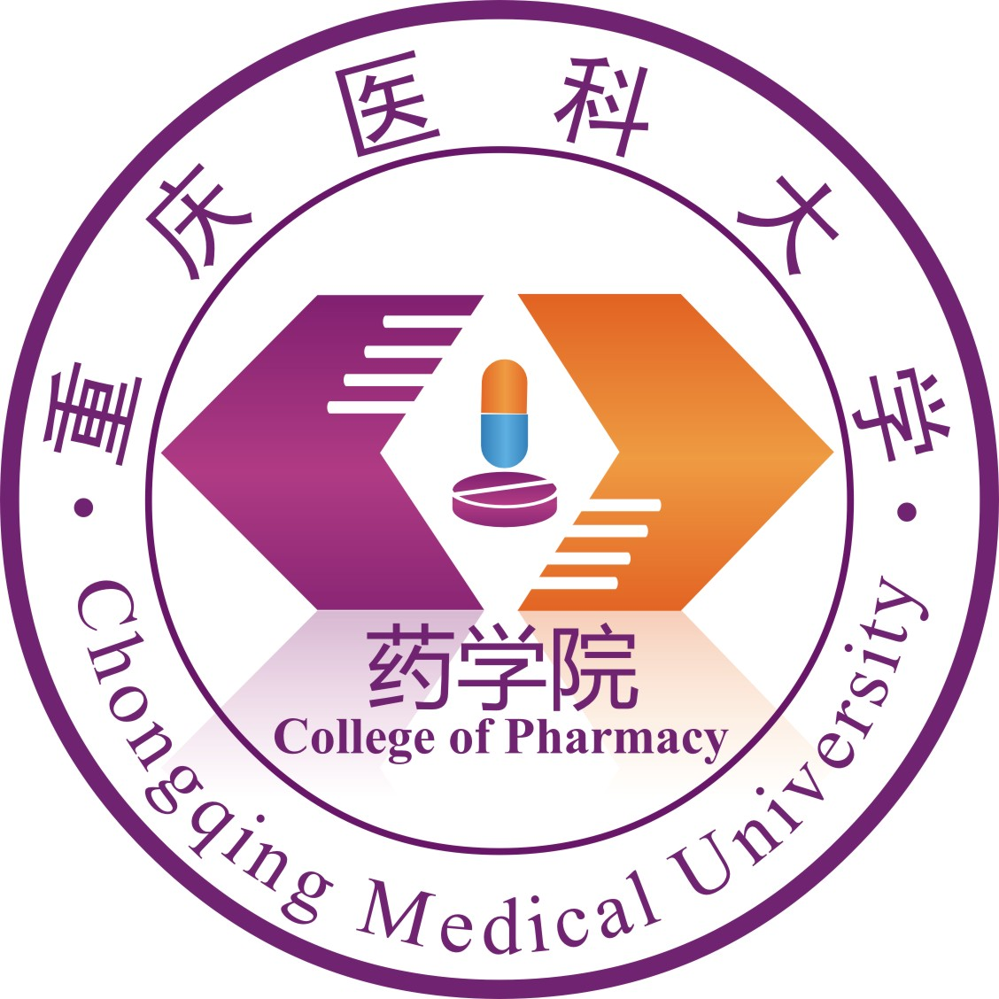 重庆医科大学
药学院
College of Pharmacy
Chongqing Medical University